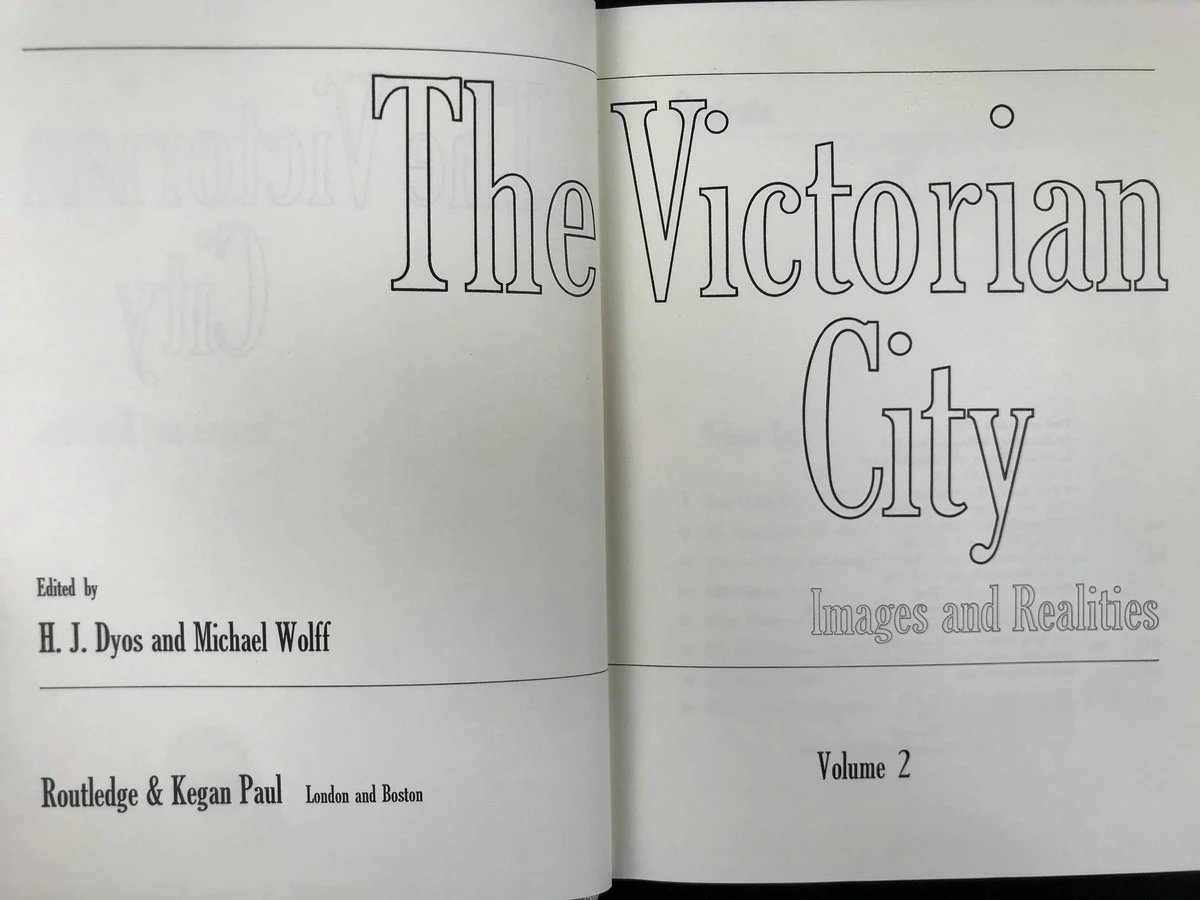 The Victorian
City
Images and Realities
Edited by
H. J. Dyos and Michael Wolff
Routledge & Kegan Paul London and Boston
Volume 2